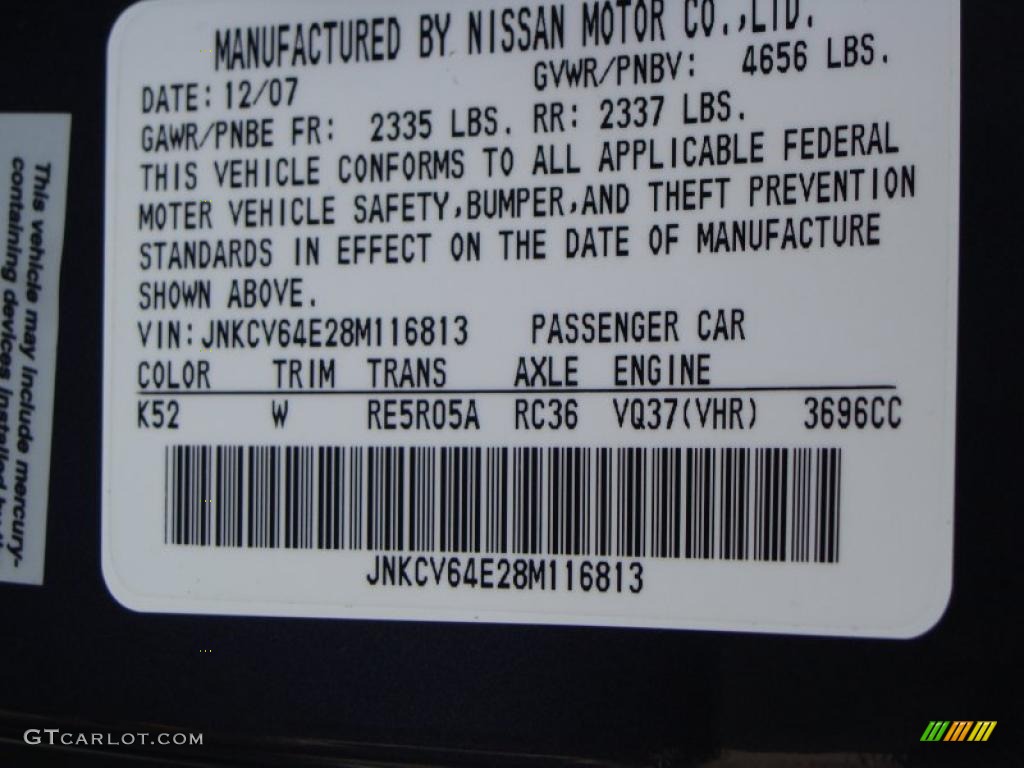 MANUFACTURED BY NISSAN MOTOR CO.,LTD.
DATE: 12/07 GVWR/PNBV: 4656 LBS.
GAWR/PNBE FR: 2335 LBS. RR: 2337 LBS.
THIS VEHICLE CONFORMS TO ALL APPLICABLE FEDERAL
MOTER VEHICLE SAFETY,BUMPER,AND THEFT PREVENTION
STANDARDS IN EFFECT ON THE DATE OF MANUFACTURE
SHOWN ABOVE.
VIN:JNKCV64E28M116813 PASSENGER CAR
COLOR TRIM TRANS AXLE ENGINE
K52 W RE5R05A RC36 VQ37(VHR) 3696CC
JNKCV64E28M116813
This vehicle may include mercury-
containing devices installed
GTCARLOT.COM